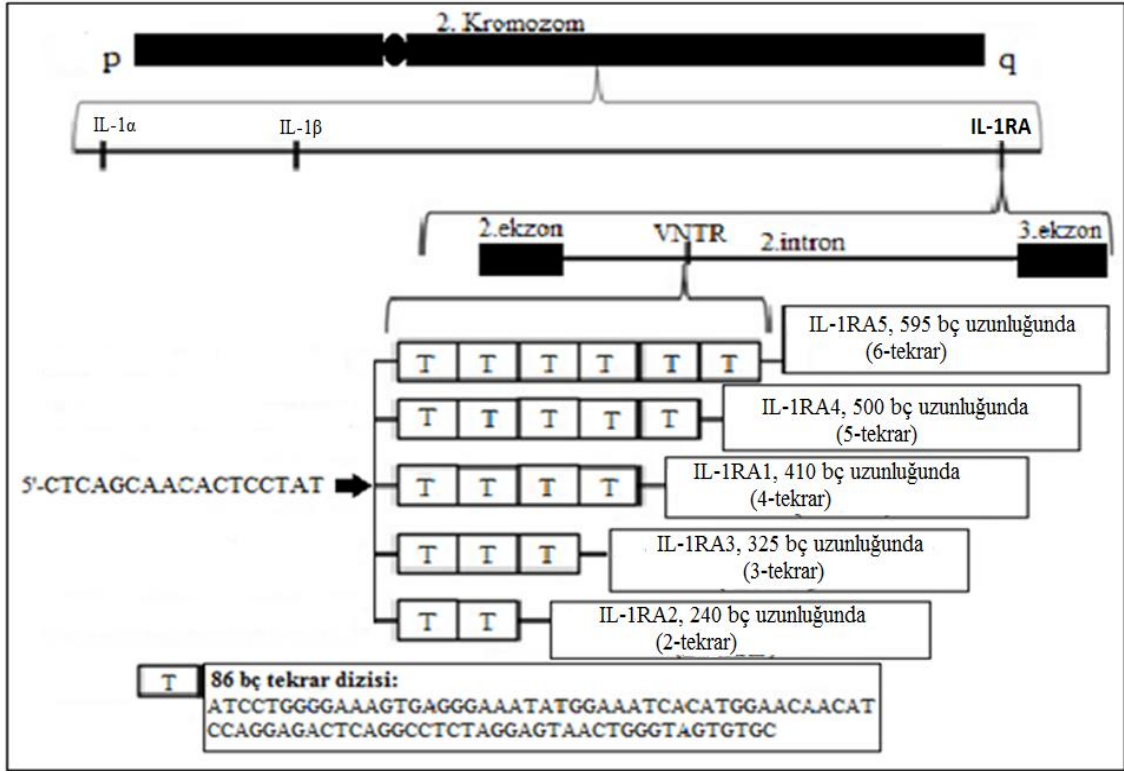 2. Kromozom
p
q
IL-1α
IL-1β
IL-1RA
2.ekzon
VNTR
2.intron
3.ekzon
T T T T T T
IL-1RA5, 595 bç uzunluğunda
(6-tekrar)
T T T T T
IL-1RA4, 500 bç uzunluğunda
(5-tekrar)
5'-CTCAGCAACACTCCTAT
T T T T
IL-1RA1, 410 bç uzunluğunda
(4-tekrar)
T T T
IL-1RA3, 325 bç uzunluğunda
(3-tekrar)
T T
IL-1RA2, 240 bç uzunluğunda
(2-tekrar)
T
86 bç tekrar dizisi:
ATCCTGGGGAAAGTGAGGGAAATATGGAAATCACATGGAACAACAT
CCAGGAGACTCAGGCCTCTAGGAGTAACTGGGTAGTGTGC